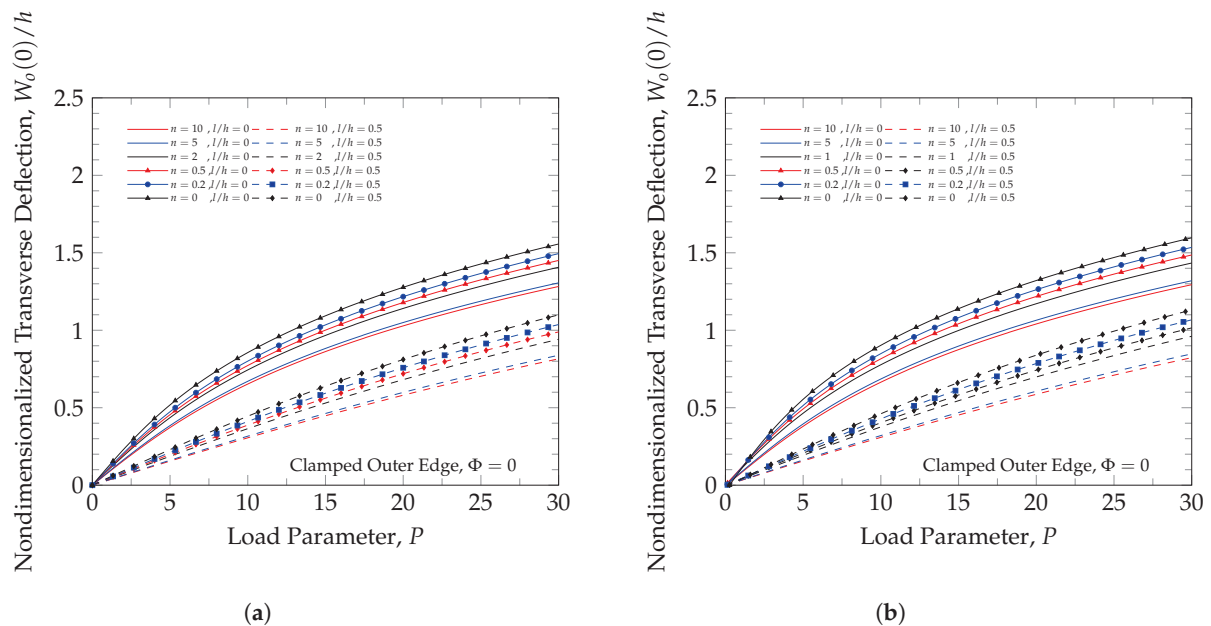 Nondimensionalized Transverse Deflection, W_o(0)/h
2.5
2
1.5
1
0.5
0
n = 10 , l/h = 0 n = 10 , l/h = 0.5
n = 5 , l/h = 0 n = 5 , l/h = 0.5
n = 2 , l/h = 0 n = 2 , l/h = 0.5
n = 0.5 ,l/h = 0 n = 0.5, l/h = 0.5
n = 0.2 ,l/h = 0 n = 0.2 ,l/h = 0.5
n = 0 ,l/h = 0 n = 0 ,l/h = 0.5
Clamped Outer Edge, Φ = 0
0 5 10 15 20 25 30
Load Parameter, P
(a)
Nondimensionalized Transverse Deflection, W_o(0)/h
2.5
2
1.5
1
0.5
0
n = 10 , l/h = 0 n = 10 , l/h = 0.5
n = 5 , l/h = 0 n = 5 , l/h = 0.5
n = 1 , l/h = 0 n = 1 , l/h = 0.5
n = 0.5 ,l/h = 0 n = 0.5, l/h = 0.5
n = 0.2 ,l/h = 0 n = 0.2 ,l/h = 0.5
n = 0 ,l/h = 0 n = 0 ,l/h = 0.5
Clamped Outer Edge, Φ = 0
0 5 10 15 20 25 30
Load Parameter, P
(b)